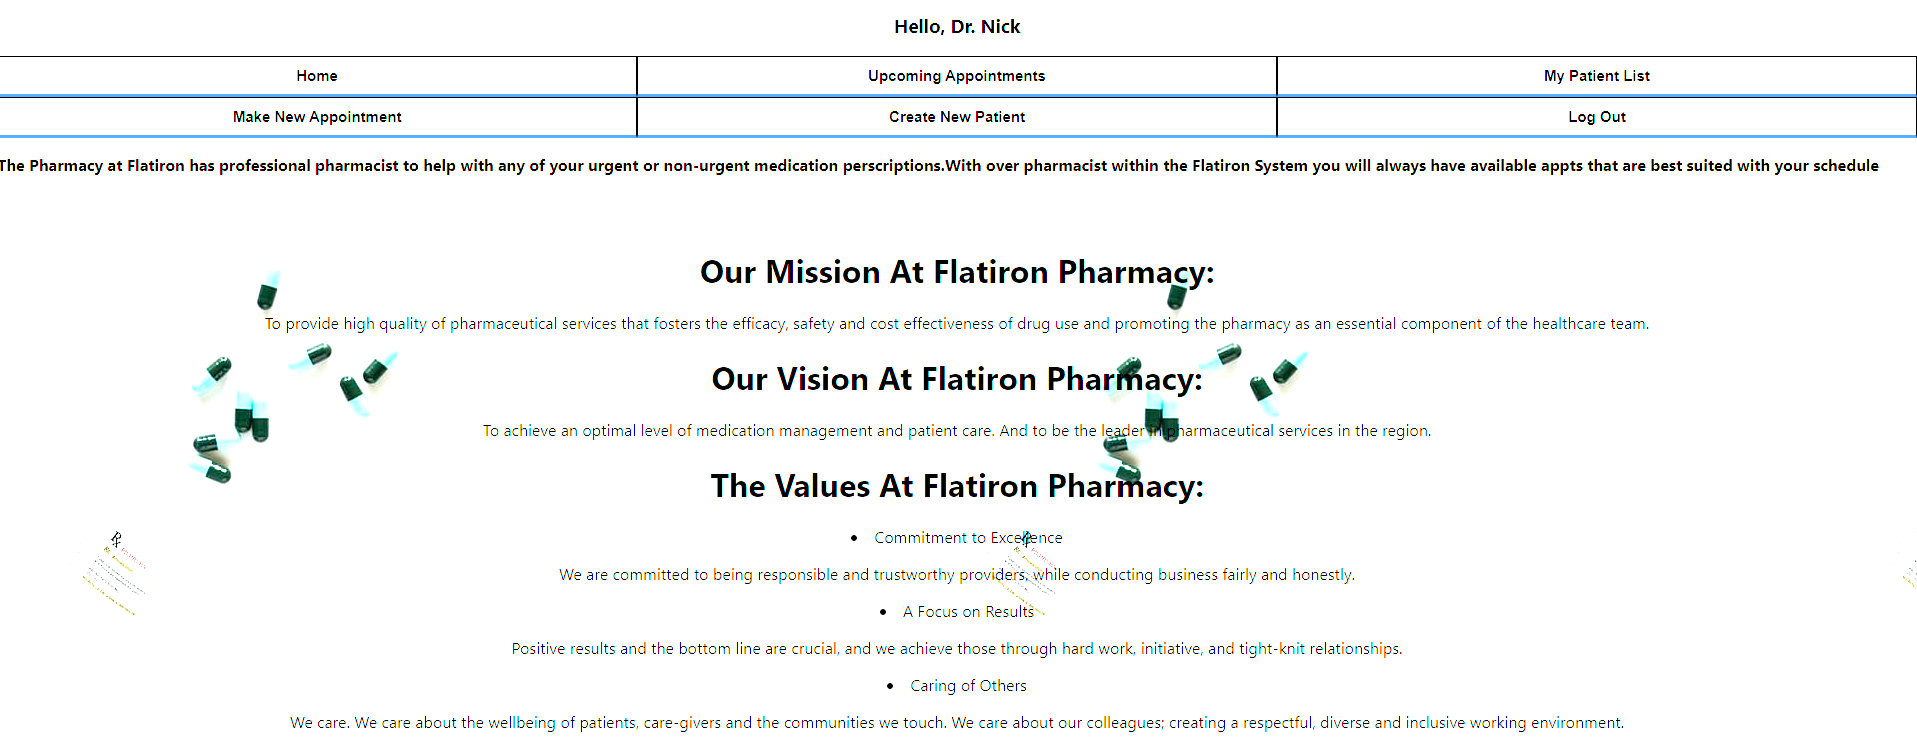 Hello, Dr. Nick
Home Upcoming Appointments My Patient List
Make New Appointment Create New Patient Log Out
The Pharmacy at Flatiron has professional pharmacist to help with any of your urgent or non-urgent medication perscriptions.With over pharmacist within the Flatiron System you will always have available appts that are best suited with your schedule
Our Mission At Flatiron Pharmacy:
To provide high quality of pharmaceutical services that fosters the efficacy, safety and cost effectiveness of drug use and promoting the pharmacy as an essential component of the healthcare team.
Our Vision At Flatiron Pharmacy:
To achieve an optimal level of medication management and patient care. And to be the leader in pharmaceutical services in the region.
The Values At Flatiron Pharmacy:
• Commitment to Excellence
We are committed to being responsible and trustworthy providers, while conducting business fairly and honestly.
• A Focus on Results
Positive results and the bottom line are crucial, and we achieve those through hard work, initiative, and tight-knit relationships.
• Caring of Others
We care. We care about the wellbeing of patients, care-givers and the communities we touch. We care about our colleagues; creating a respectful, diverse and inclusive working environment.